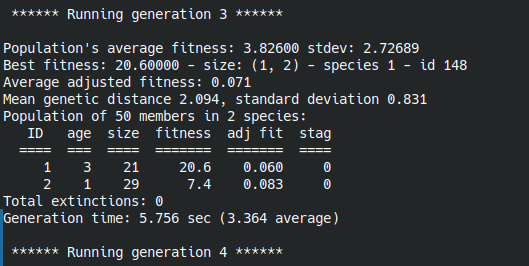 ****** Running generation 3 ******
Population's average fitness: 3.82600 stdev: 2.72689
Best fitness: 20.60000 - size: (1, 2) - species 1 - id 148
Average adjusted fitness: 0.071
Mean genetic distance 2.094, standard deviation 0.831
Population of 50 members in 2 species:
ID age size fitness adj fit stag
==== === ==== ======= ======= ====
1 3 21 20.6 0.060 0
2 1 29 7.4 0.083 0
Total extinctions: 0
Generation time: 5.756 sec (3.364 average)
****** Running generation 4 ******